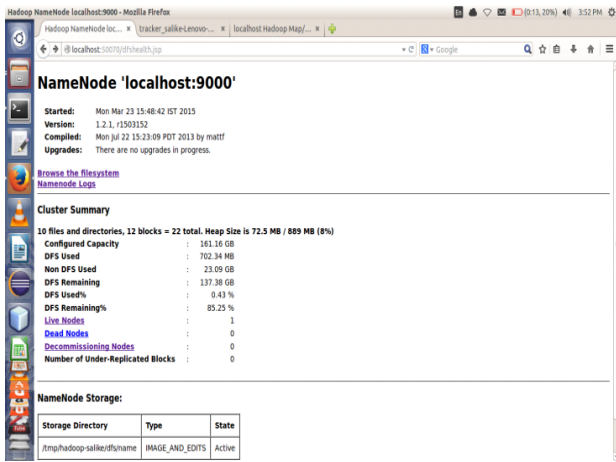 Hadoop NameNode localhost:9000 - Mozilla Firefox
En (0:13, 20%) 3:52 PM
Hadoop NameNode loc... x tracker_salike-Lenovo-... x localhost Hadoop Map/... x
localhost:50070/dfshealth.jsp Google
NameNode 'localhost:9000'
Started: Mon Mar 23 15:48:42 IST 2015
Version: 1.2.1, r1503152
Compiled: Mon Jul 22 15:23:09 PDT 2013 by mattf
Upgrades: There are no upgrades in progress.
Browse the filesystem
Namenode Logs
Cluster Summary
10 files and directories, 12 blocks = 22 total. Heap Size is 72.5 MB / 889 MB (8%)
Configured Capacity : 161.16 GB
DFS Used : 702.34 MB
Non DFS Used : 23.09 GB
DFS Remaining : 137.38 GB
DFS Used% : 0.43 %
DFS Remaining% : 85.25 %
Live Nodes : 1
Dead Nodes : 0
Decommissioning Nodes : 0
Number of Under-Replicated Blocks : 0
NameNode Storage:
Storage Directory Type State
/tmp/hadoop-salike/dfs/name IMAGE_AND_EDITS Active